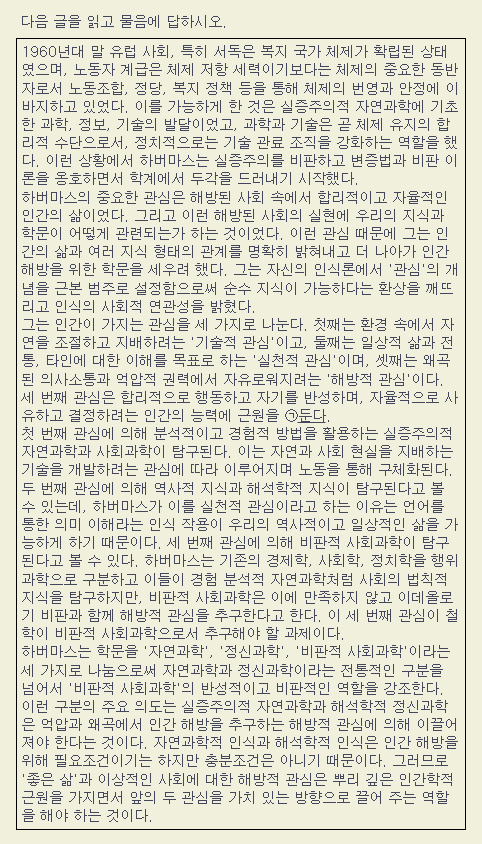 다음 글을 읽고 물음에 답하시오.
1960년대 말 유럽 사회, 특히 서독은 복지 국가 체제가 확립된 상태
였으며, 노동자 계급은 체제 저항 세력이기보다는 체제의 중요한 동반
자로서 노동조합, 정당, 복지 정책 등을 통해 체제의 번영과 안정에 이
바지하고 있었다. 이를 가능하게 한 것은 실증주의적 자연과학에 기초
한 과학, 정보, 기술의 발달이었고, 과학과 기술은 곧 체제 유지의 합
리적 수단으로서, 정치적으로는 기술 관료 조직을 강화하는 역할을 했
다. 이런 상황에서 하버마스는 실증주의를 비판하고 변증법과 비판 이
론을 옹호하면서 학계에서 두각을 드러내기 시작했다.
하버마스의 중요한 관심은 해방된 사회 속에서 합리적이고 자율적인
인간의 삶이었다. 그리고 이런 해방된 사회의 실현에 우리의 지식과
학문이 어떻게 관련되는가 하는 것이었다. 이런 관심 때문에 그는 인
간의 삶과 여러 지식 형태의 관계를 명확히 밝혀내고 더 나아가 인간
해방을 위한 학문을 세우려 했다. 그는 자신의 인식론에서 '관심'의 개
념을 근본 범주로 설정함으로써 순수 지식이 가능하다는 환상을 깨뜨
리고 인식의 사회적 연관성을 밝혔다.
그는 인간이 가지는 관심을 세 가지로 나눈다. 첫째는 환경 속에서 자
연을 조절하고 지배하려는 '기술적 관심'이고, 둘째는 일상적 삶과 전
통, 타인에 대한 이해를 목표로 하는 '실천적 관심'이며, 셋째는 왜곡
된 의사소통과 억압적 권력에서 자유로워지려는 '해방적 관심'이다.
세 번째 관심은 합리적으로 행동하고 자기를 반성하며, 자율적으로 사
유하고 결정하려는 인간의 능력에 근원을 ㉠둔다.
첫 번째 관심에 의해 분석적이고 경험적 방법을 활용하는 실증주의적
자연과학과 사회과학이 탐구된다. 이는 자연과 사회 현실을 지배하는
기술을 개발하려는 관심에 따라 이루어지며 노동을 통해 구체화된다.
두 번째 관심에 의해 역사적 지식과 해석학적 지식이 탐구된다고 볼
수 있는데, 하버마스가 이를 실천적 관심이라고 하는 이유는 언어를
통한 의미 이해라는 인식 작용이 우리의 역사적이고 일상적인 삶을 가
능하게 하기 때문이다. 세 번째 관심에 의해 비판적 사회과학이 탐구
된다고 볼 수 있다. 하버마스는 기존의 경제학, 사회학, 정치학을 행위
과학으로 구분하고 이들이 경험 분석적 자연과학처럼 사회의 법칙적
지식을 탐구하지만, 비판적 사회과학은 이에 만족하지 않고 이데올로
기 비판과 함께 해방적 관심을 추구한다고 한다. 이 세 번째 관심이 철
학이 비판적 사회과학으로서 추구해야 할 과제이다.
하버마스는 학문을 '자연과학', '정신과학', '비판적 사회과학'이라는
세 가지로 나눔으로써 자연과학과 정신과학이라는 전통적인 구분을
넘어서 '비판적 사회과학'의 반성적이고 비판적인 역할을 강조한다.
이런 구분의 주요 의도는 실증주의적 자연과학과 해석학적 정신과학
은 억압과 왜곡에서 인간 해방을 추구하는 해방적 관심에 의해 이끌어
져야 한다는 것이다. 자연과학적 인식과 해석학적 인식은 인간 해방을
위해 필요조건이기는 하지만 충분조건은 아니기 때문이다. 그러므로
'좋은 삶'과 이상적인 사회에 대한 해방적 관심은 뿌리 깊은 인간학적
근원을 가지면서 앞의 두 관심을 가치 있는 방향으로 끌어 주는 역할
을 해야 하는 것이다.